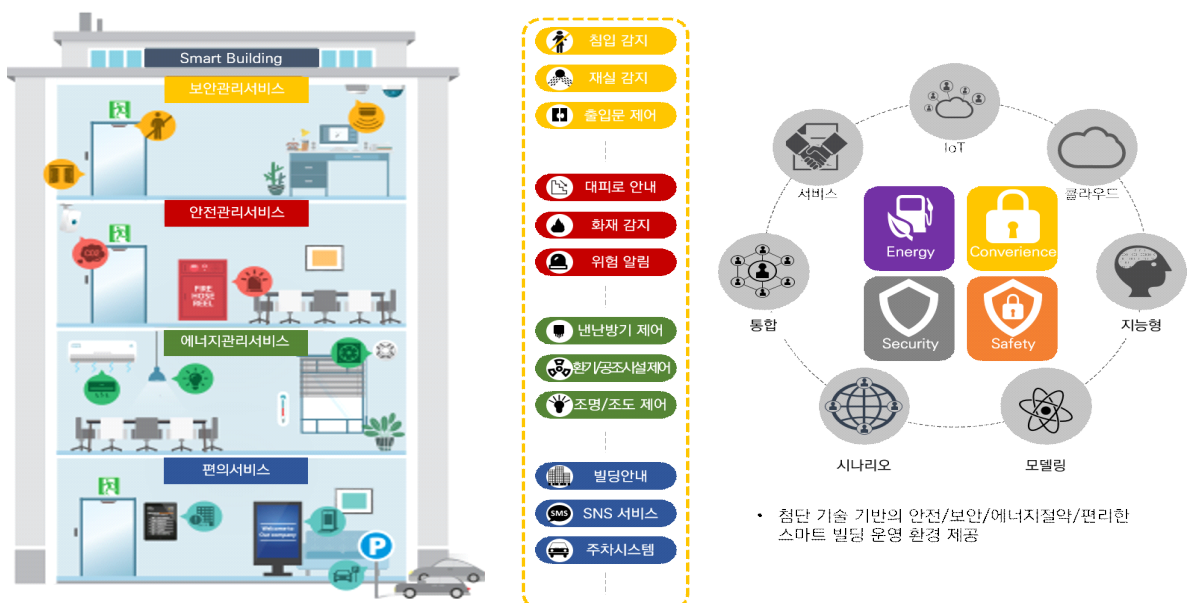 Smart Building
보안관리서비스
안전관리서비스
FIRE
HOSE
REEL
에너지관리서비스
편의서비스
Welcome to
Our company
P
침입 감지
재실 감지
출입문 제어
대피로 안내
화재 감지
위험 알림
낸난방기 제어
환기/공조시설제어
조명/조도 제어
빌딩안내
SMS
SNS 서비스
주차시스템
IoT
서비스
클라우드
Energy
Converience
통합
지능형
Security
Safety
시나리오
모델링
• 첨단 기술 기반의 안전/보안/에너지절약/편리한
스마트 빌딩 운영 환경 제공